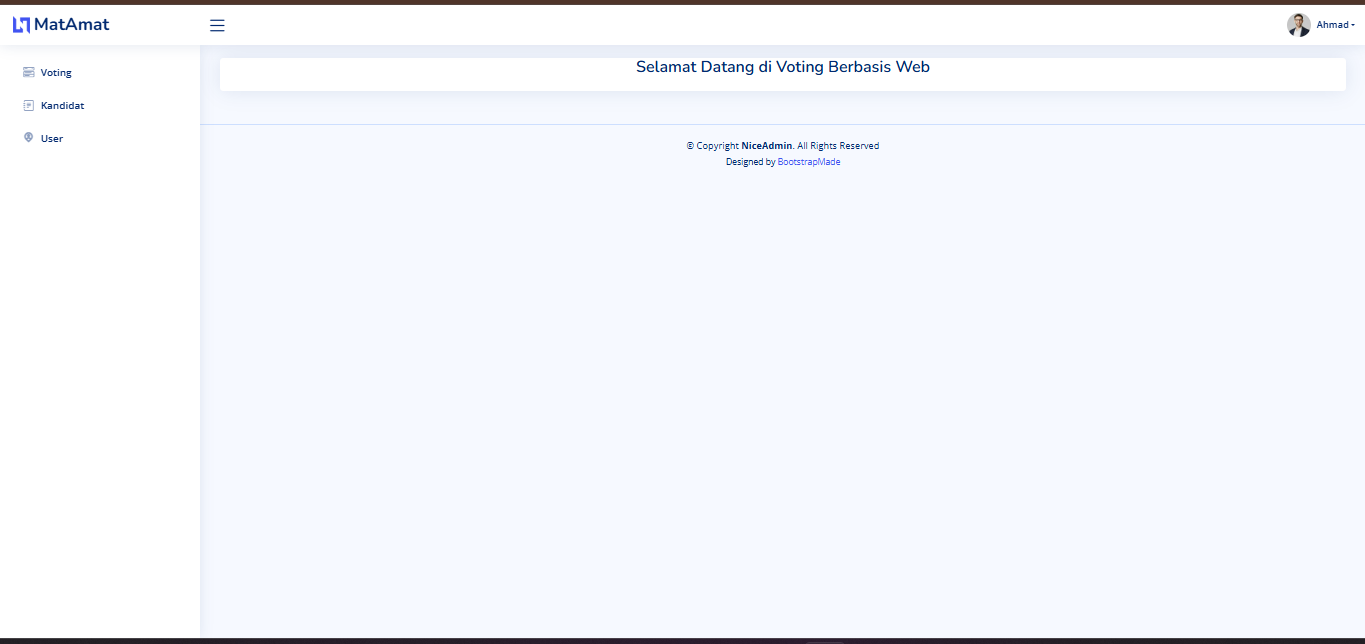 MatAmat
Ahmad
Voting
Kandidat
User
Selamat Datang di Voting Berbasis Web
© Copyright NiceAdmin. All Rights Reserved
Designed by BootstrapMade